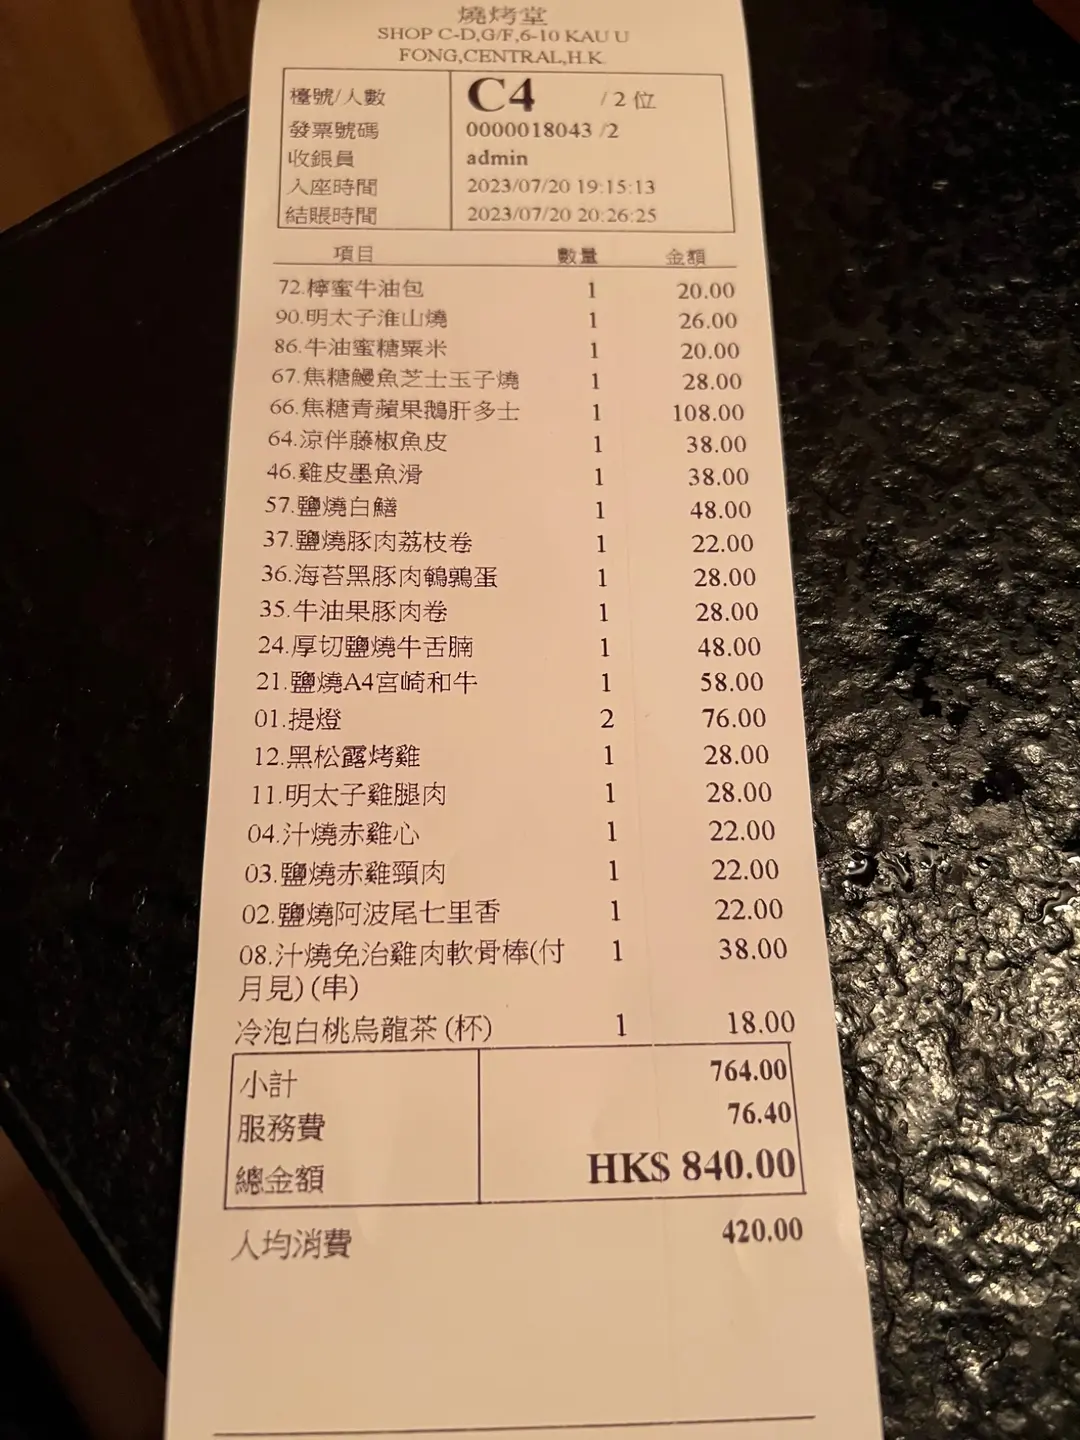 燒烤堂
SHOP C-D,G/F,6-10 KAU U
FONG,CENTRAL,H.K.
檯號/人數 C4 / 2 位
發票號碼 0000018043 /2
收銀員 admin
入座時間 2023/07/20 19:15:13
結賬時間 2023/07/20 20:26:25
項目 數量 金額
72.檸蜜牛油包 1 20.00
90.明太子淮山燒 1 26.00
86.牛油蜜糖粟米 1 20.00
67.焦糖鰻魚芝士玉子燒 1 28.00
66.焦糖青蘋果鵝肝多士 1 108.00
64.涼伴藤椒魚皮 1 38.00
46.雞皮墨魚滑 1 38.00
57.鹽燒白鱔 1 48.00
37.鹽燒豚肉荔枝卷 1 22.00
36.海苔黑豚肉鵪鶉蛋 1 28.00
35.牛油果豚肉卷 1 28.00
24.厚切鹽燒牛舌腩 1 48.00
21.鹽燒A4宮崎和牛 1 58.00
01.提燈 2 76.00
12.黑松露烤雞 1 28.00
11.明太子雞腿肉 1 28.00
04.汁燒赤雞心 1 22.00
03.鹽燒赤雞頸肉 1 22.00
02.鹽燒阿波尾七里香 1 22.00
08.汁燒免治雞肉軟骨棒(付 1 38.00
月見) (串)
冷泡白桃烏龍茶 (杯) 1 18.00
小計 764.00
服務費 76.40
總金額 HK$ 840.00
人均消費 420.00